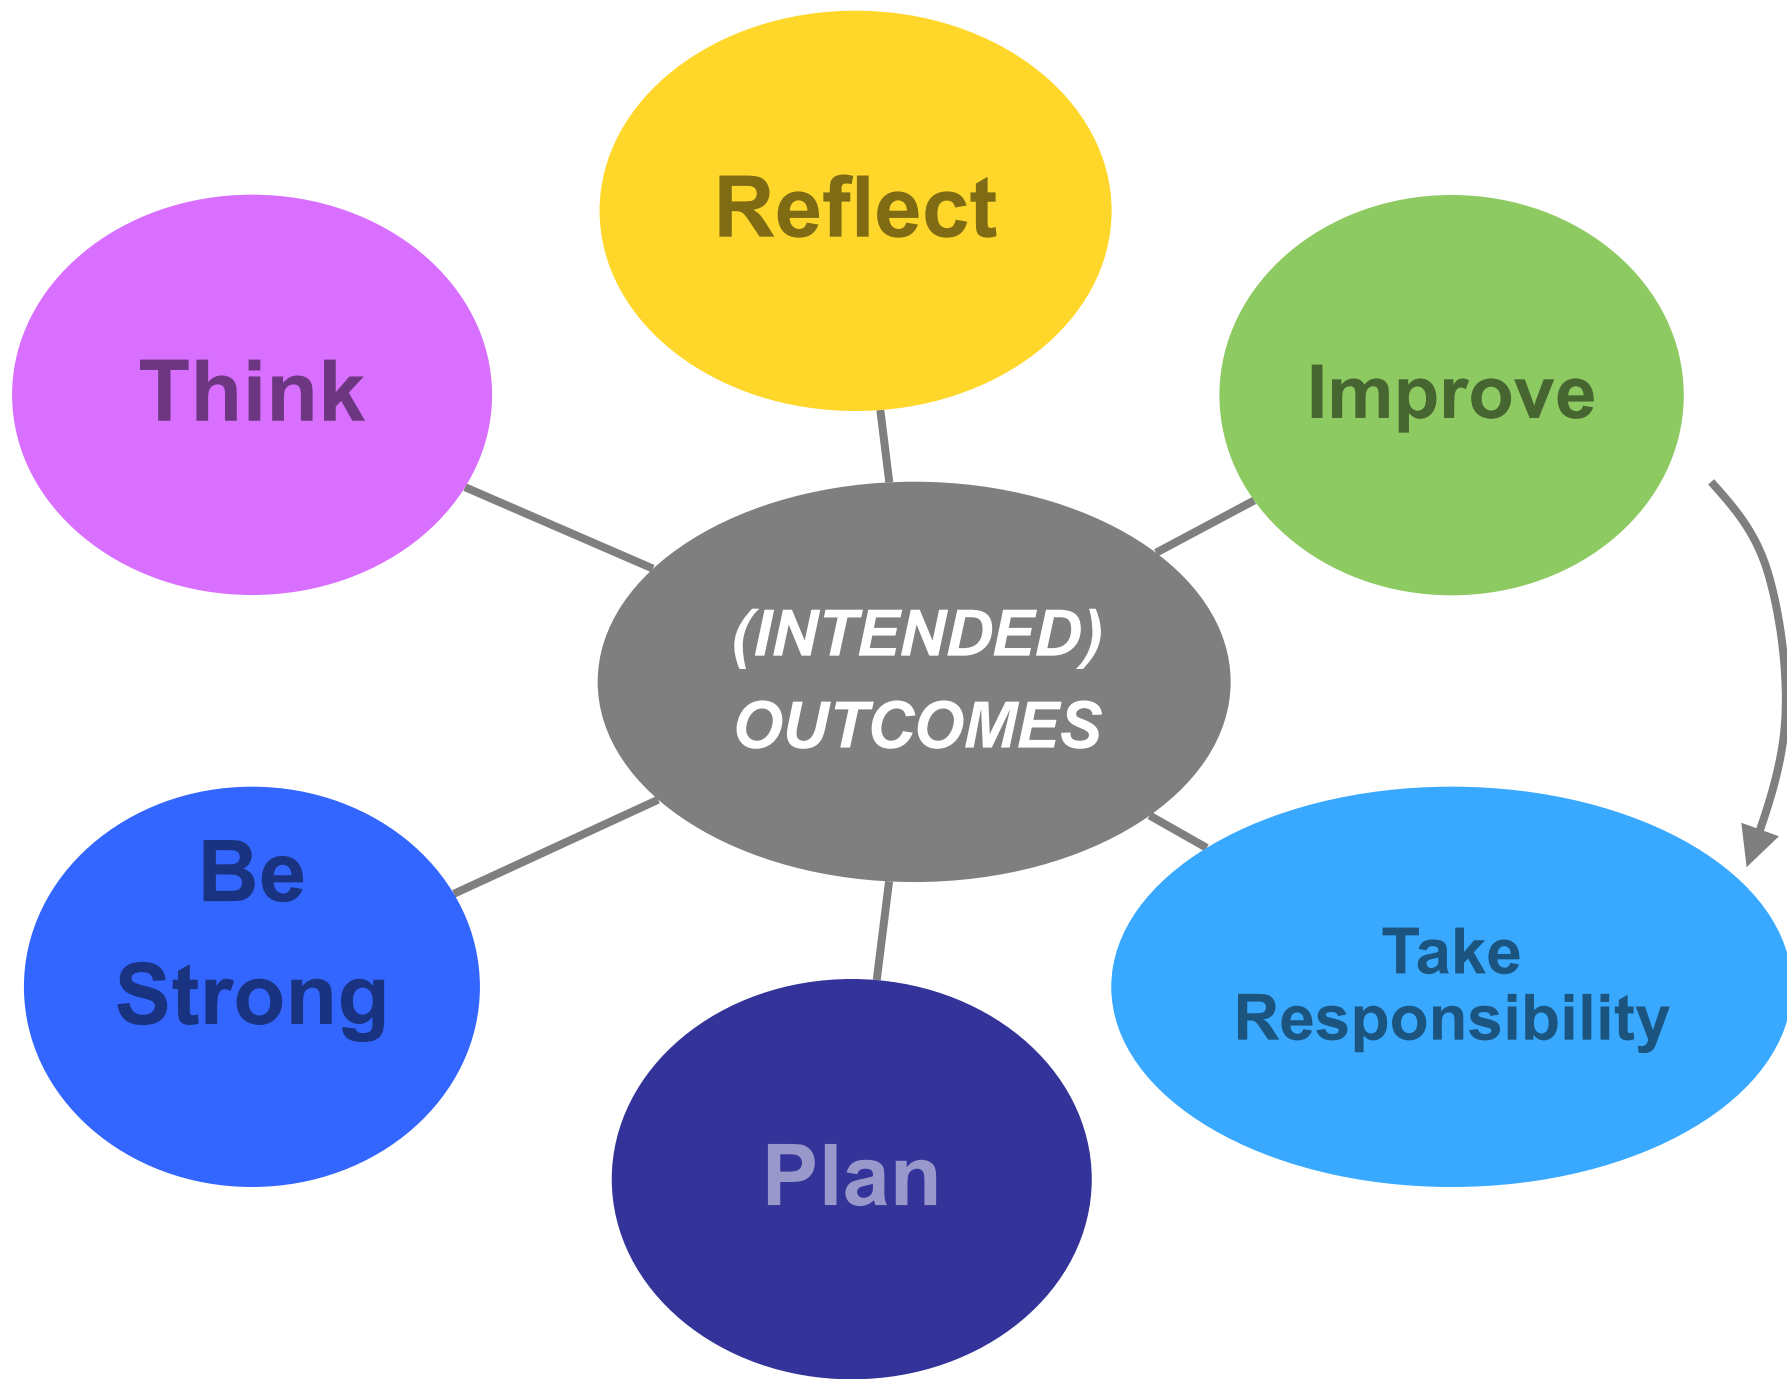 Reflect
Think
Improve
(INTENDED)
OUTCOMES
Be
Strong
Take
Responsibility
Plan